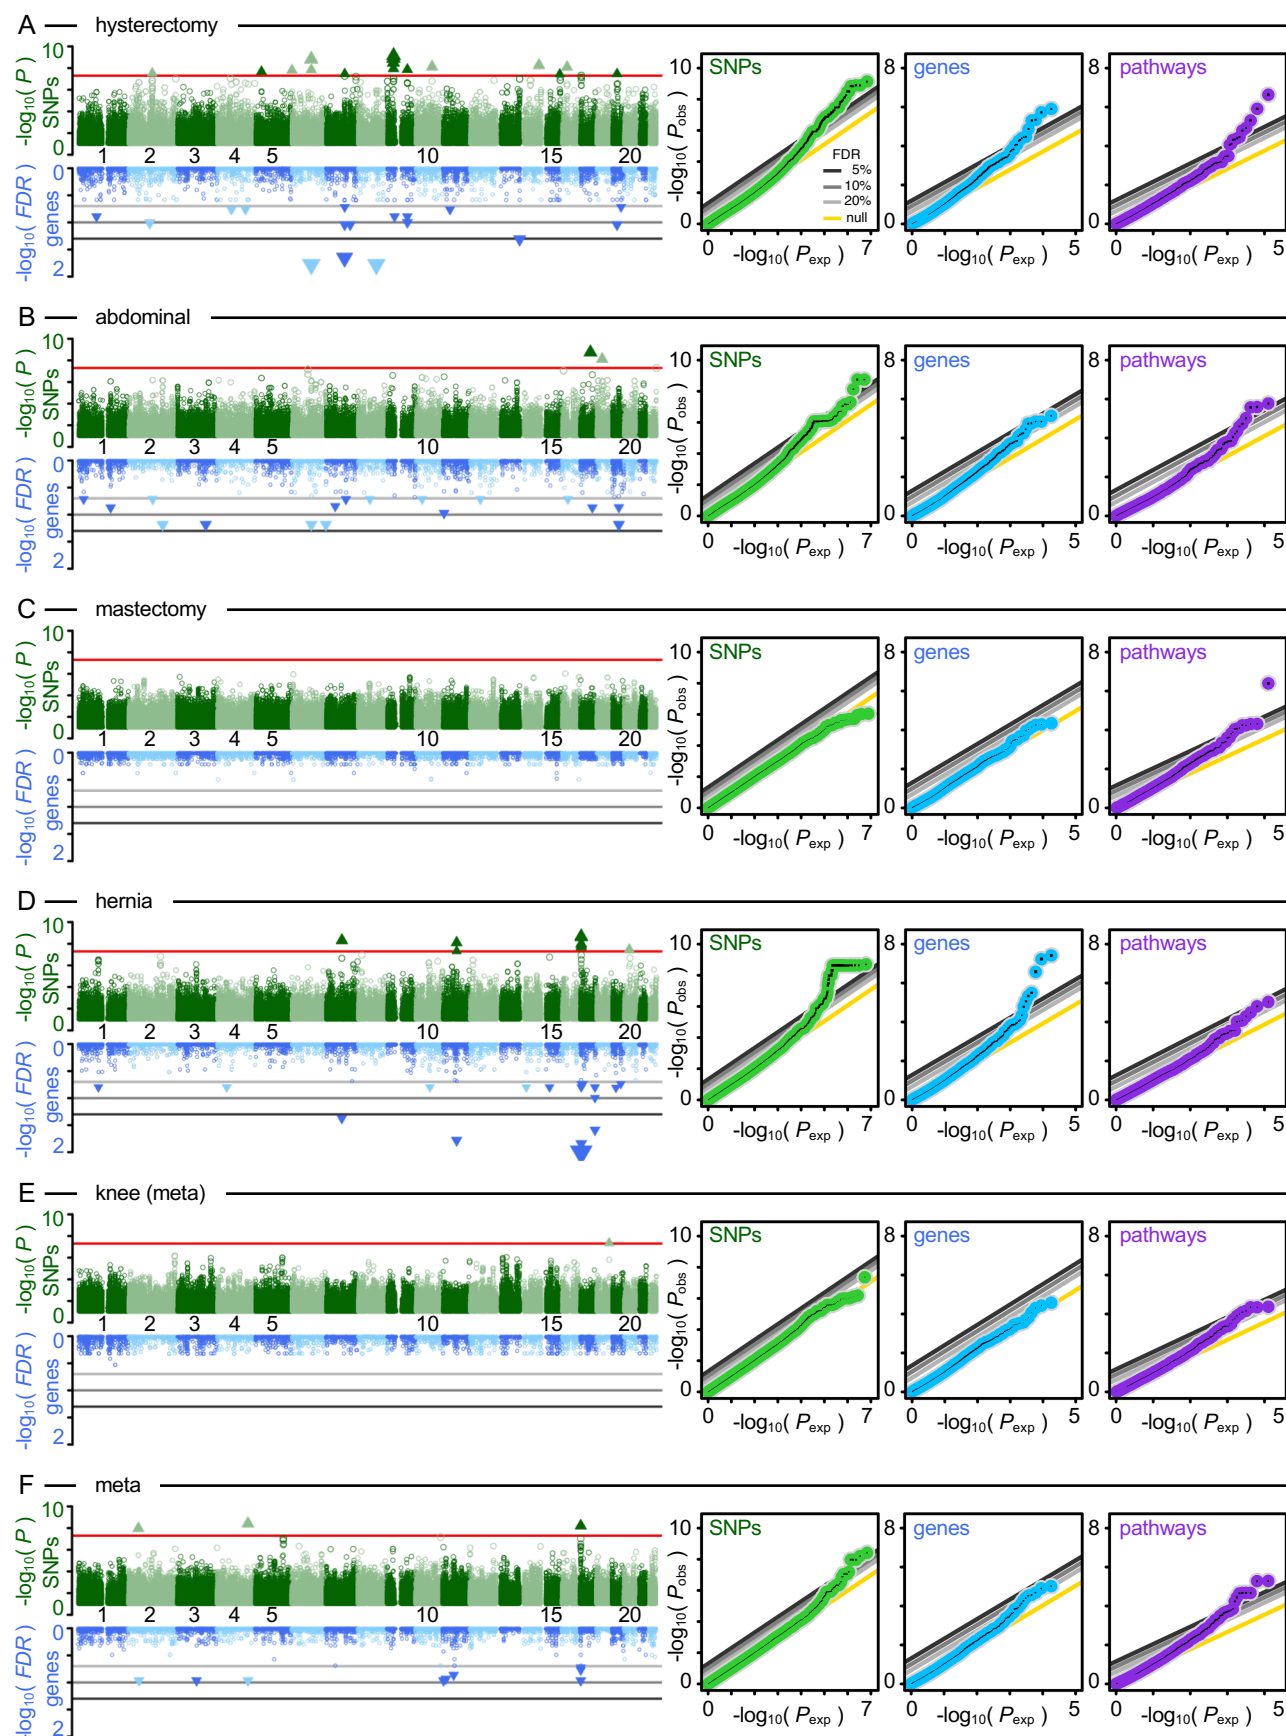 A hysterectomy
10
-log10( P )
SNPs
0
1 2 3 4 5 10 15 20
0
-log10( FDR )
genes
2
SNPs
10
-log10( Pobs )
0
FDR
5%
10%
20%
null
0 -log10( Pexp ) 7
genes
8
0
0 -log10( Pexp ) 5
pathways
8
0
0 -log10( Pexp ) 5
B abdominal
10
-log10( P )
SNPs
0
1 2 3 4 5 10 15 20
0
-log10( FDR )
genes
2
SNPs
10
-log10( Pobs )
0
0 -log10( Pexp ) 7
genes
8
0
0 -log10( Pexp ) 5
pathways
8
0
0 -log10( Pexp ) 5
C mastectomy
10
-log10( P )
SNPs
0
1 2 3 4 5 10 15 20
0
-log10( FDR )
genes
2
SNPs
10
-log10( Pobs )
0
0 -log10( Pexp ) 7
genes
8
0
0 -log10( Pexp ) 5
pathways
8
0
0 -log10( Pexp ) 5
D hernia
10
-log10( P )
SNPs
0
1 2 3 4 5 10 15 20
0
-log10( FDR )
genes
2
SNPs
10
-log10( Pobs )
0
0 -log10( Pexp ) 7
genes
8
0
0 -log10( Pexp ) 5
pathways
8
0
0 -log10( Pexp ) 5
E knee (meta)
10
-log10( P )
SNPs
0
1 2 3 4 5 10 15 20
0
-log10( FDR )
genes
2
SNPs
10
-log10( Pobs )
0
0 -log10( Pexp ) 7
genes
8
0
0 -log10( Pexp ) 5
pathways
8
0
0 -log10( Pexp ) 5
F meta
10
-log10( P )
SNPs
0
1 2 3 4 5 10 15 20
0
-log10( FDR )
genes
2
SNPs
10
-log10( Pobs )
0
0 -log10( Pexp ) 7
genes
8
0
0 -log10( Pexp ) 5
pathways
8
0
0 -log10( Pexp ) 5